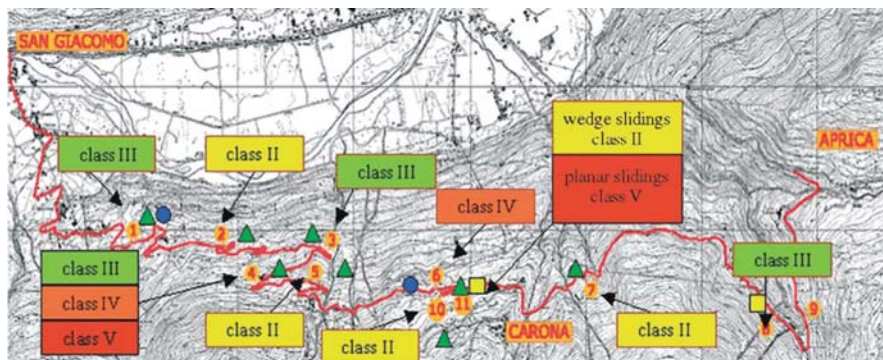 SAN GIACOMO
wedge slidings
class II
planar slidings
class V
APRICA
class III
class II
class III
class IV
1
2
3
class III
class IV
class V
4
5
6
class III
class II
10
11
7
8
9
class II
CARONA
class II